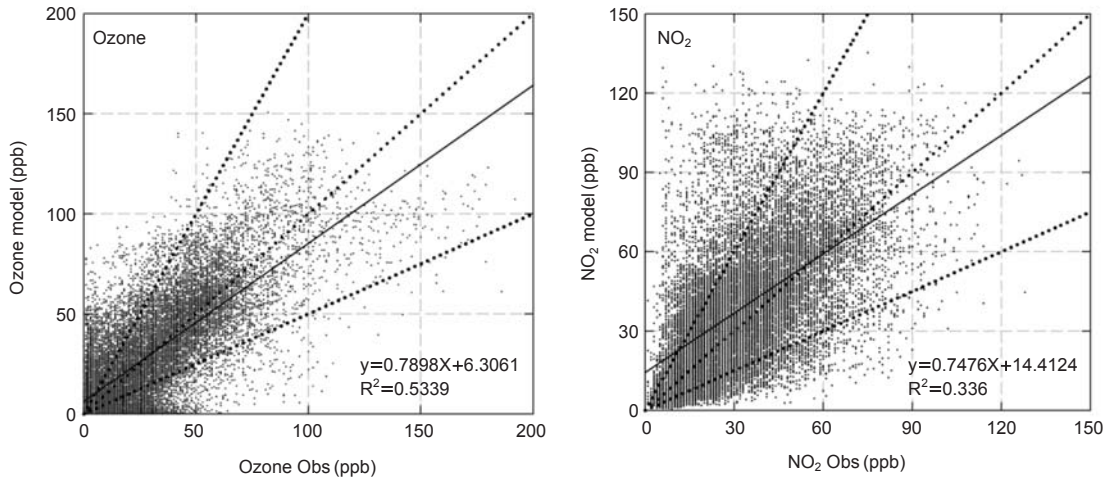 200
Ozone
150
100
50
0
Ozone model (ppb)
y=0.7898X+6.3061
R²=0.5339
0 50 100 150 200
Ozone Obs (ppb)
150
NO₂
120
90
60
30
0
NO₂ model (ppb)
y=0.7476X+14.4124
R²=0.336
0 30 60 90 120 150
NO₂ Obs (ppb)